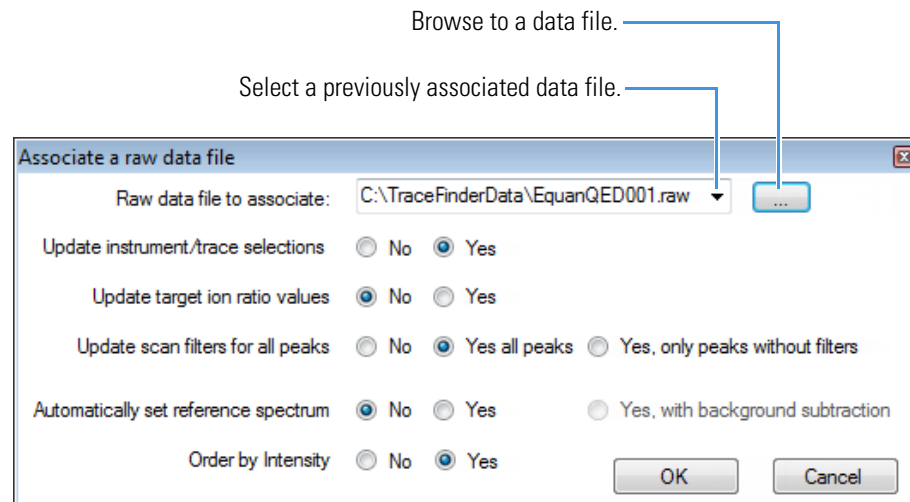 Browse to a data file.
Select a previously associated data file.
Associate a raw data file
Raw data file to associate: C:\TraceFinderData\EquanQED001.raw ...
Update instrument/trace selections No Yes
Update target ion ratio values No Yes
Update scan filters for all peaks No Yes all peaks Yes, only peaks without filters
Automatically set reference spectrum No Yes Yes, with background subtraction
Order by Intensity No Yes
OK Cancel